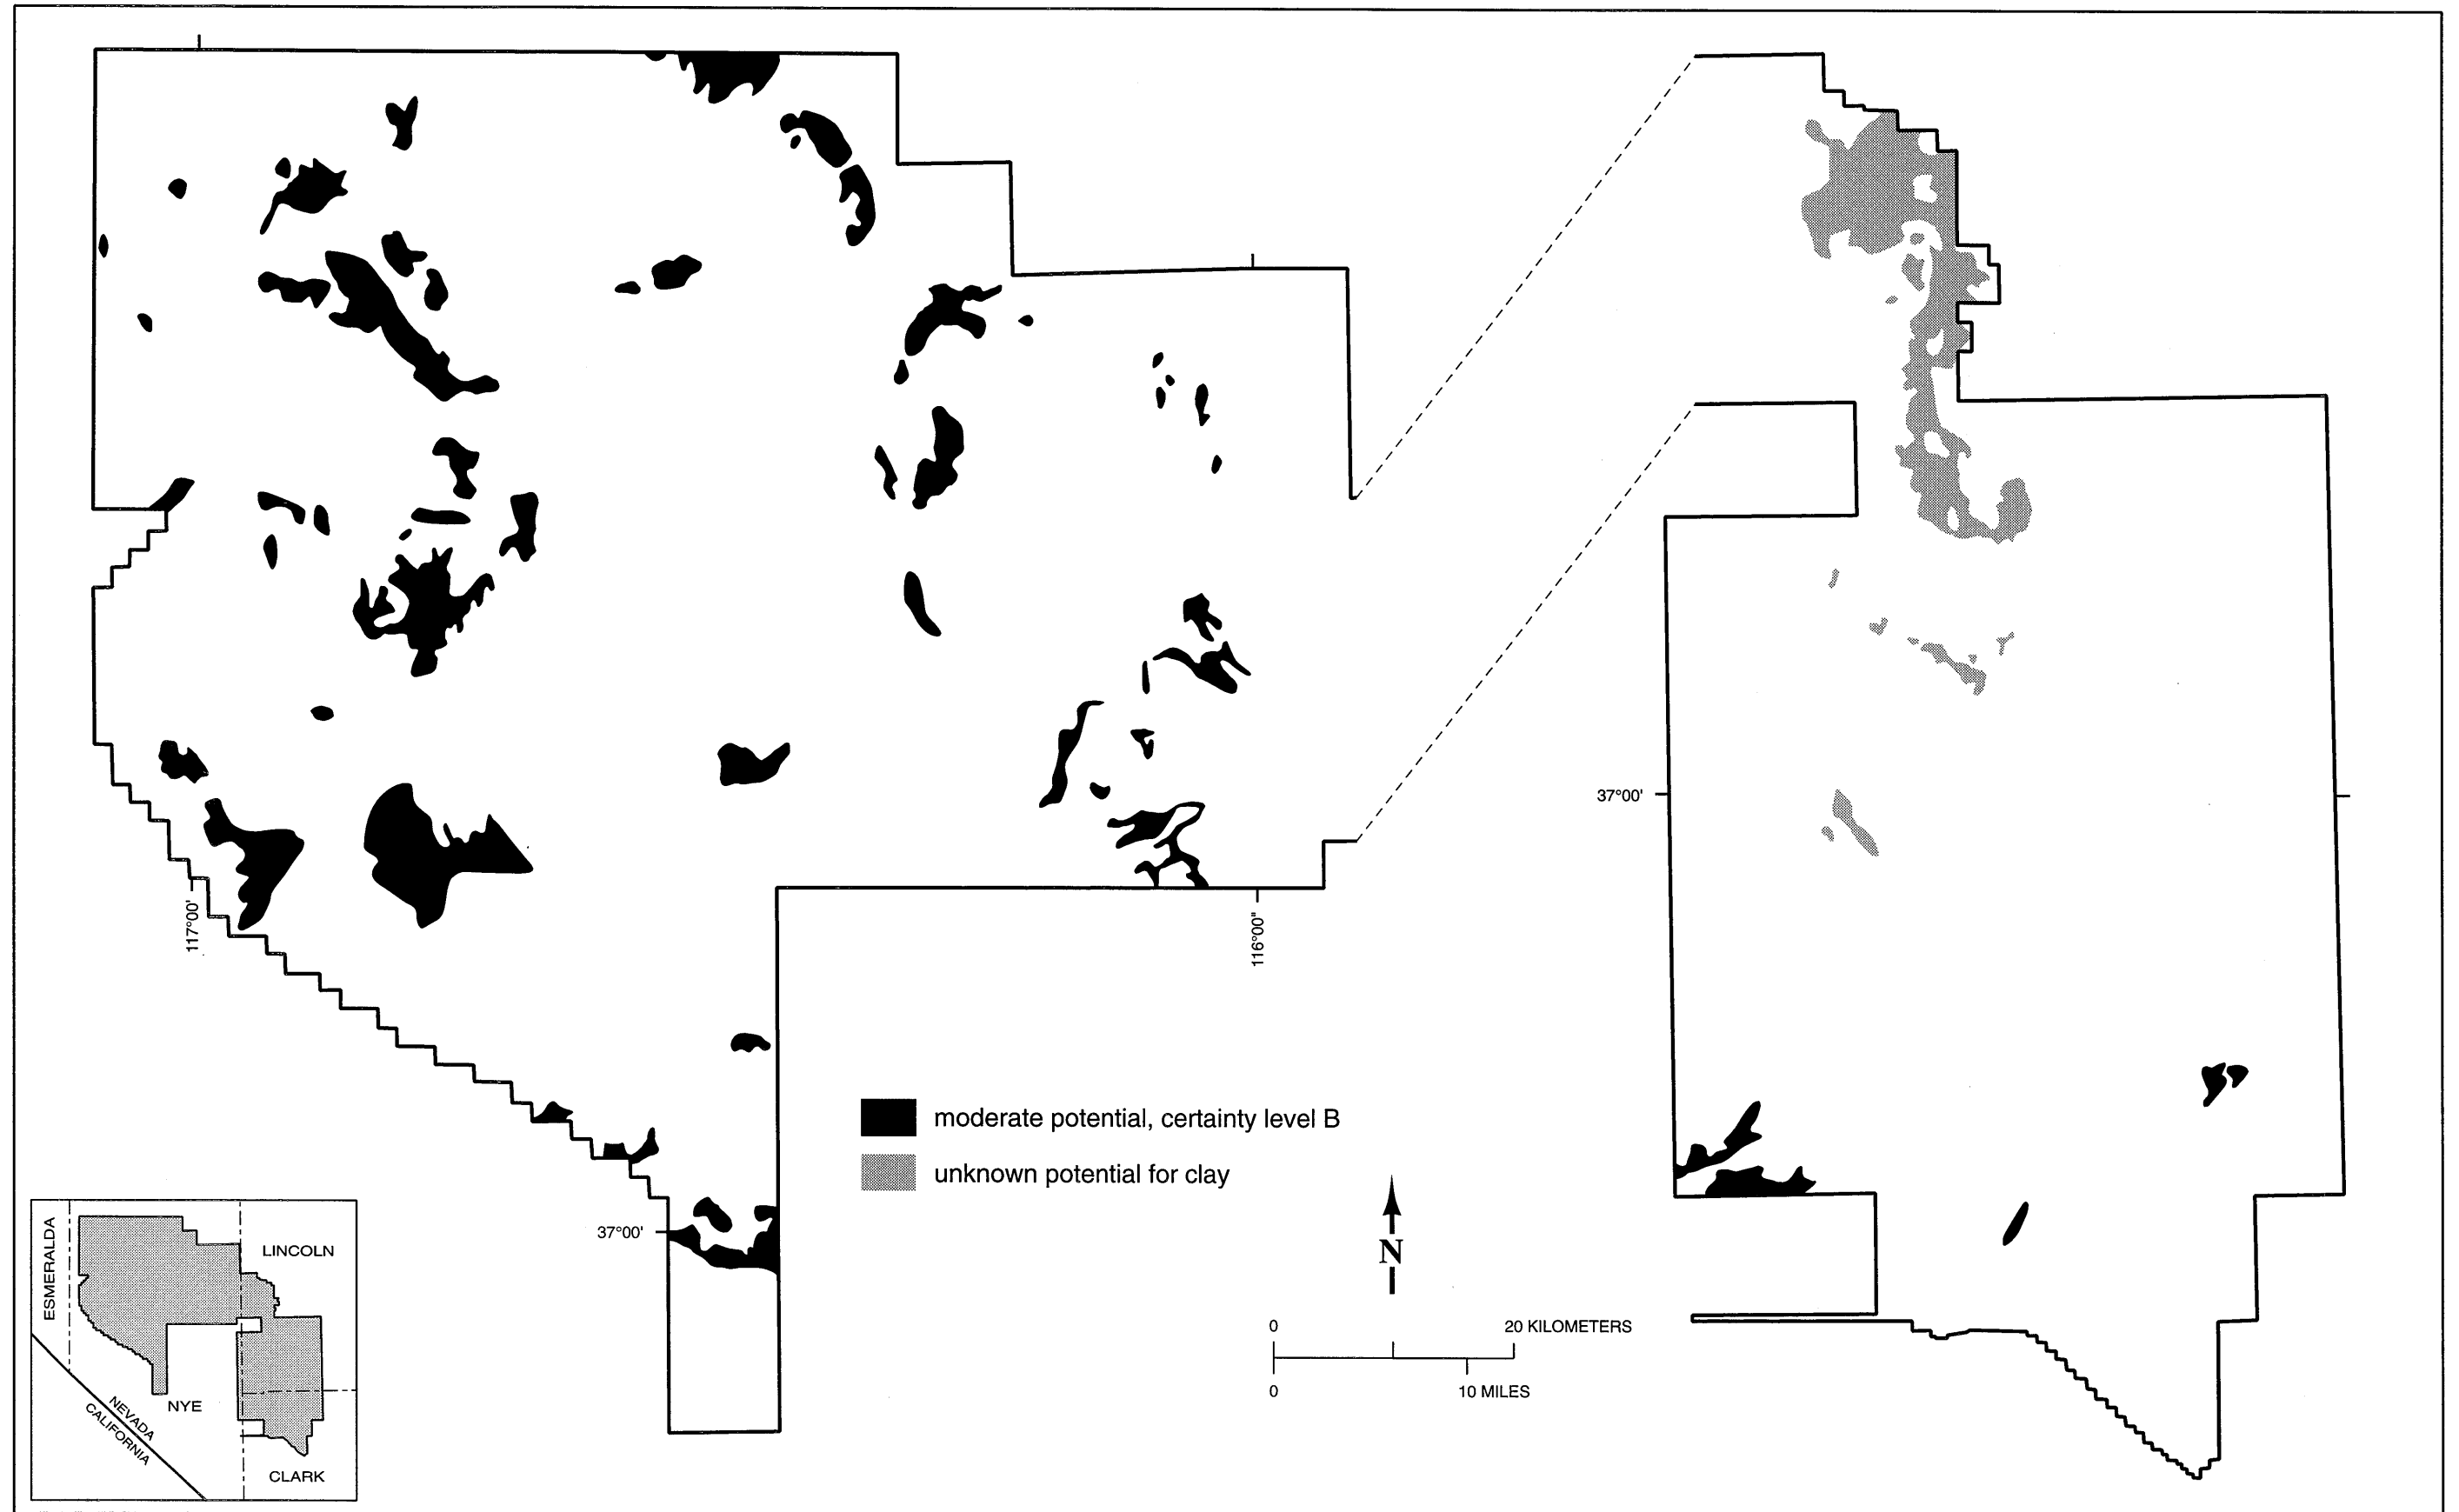 37°00'
117°00'
116°00"
moderate potential, certainty level B
unknown potential for clay
37°00'
N
0 20 KILOMETERS
0 10 MILES
ESMERALDA
LINCOLN
NYE
NEVADA
CALIFORNIA
CLARK